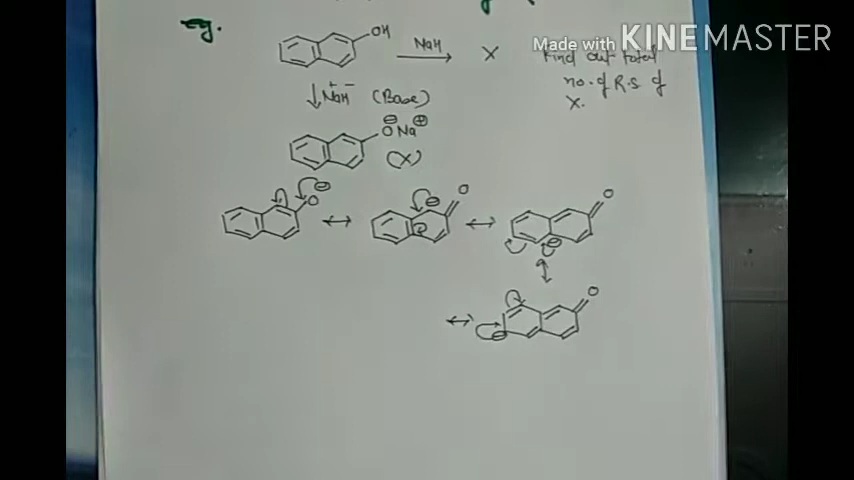 Eg.
OH
NaH
X
Find out total
no. of R.S of
X.
Made with KINEMASTER
+ -
NaH (Base)
⊖ ⊕
O Na
(X)
⊖
O
↔
⊖
O
↔
⊖
O
↔
⊖
O